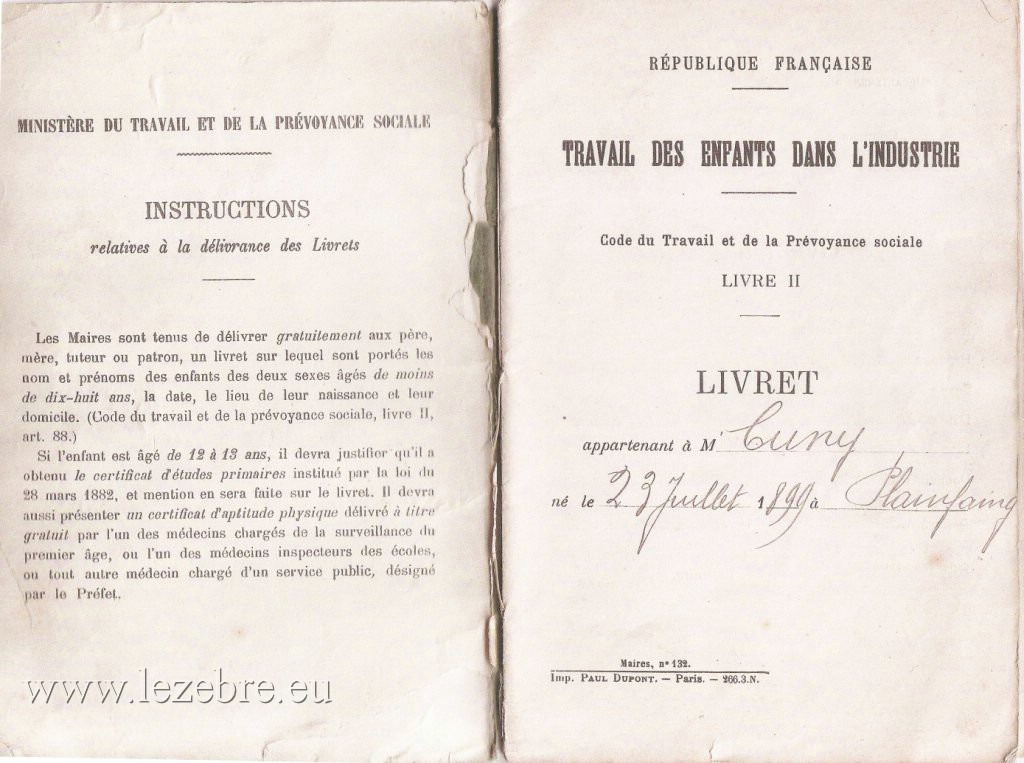 MINISTÈRE DU TRAVAIL ET DE LA PRÉVOYANCE SOCIALE
INSTRUCTIONS
relatives à la délivrance des Livrets
Les Maires sont tenus de délivrer gratuitement aux père,
mère, tuteur ou patron, un livret sur lequel sont portés les
nom et prénoms des enfants des deux sexes âgés de moins
de dix-huit ans, la date, le lieu de leur naissance et leur
domicile. (Code du travail et de la prévoyance sociale, livre II,
art. 88.)
Si l'enfant est âgé de 12 à 13 ans, il devra justifier qu'il a
obtenu le certificat d'études primaires institué par la loi du
28 mars 1882, et mention en sera faite sur le livret. Il devra
aussi présenter un certificat d'aptitude physique délivré à titre
gratuit par l'un des médecins chargés de la surveillance du
premier âge, ou l'un des médecins inspecteurs des écoles,
ou tout autre médecin chargé d'un service public, désigné
par le Préfet.
www.lezebre.eu
RÉPUBLIQUE FRANÇAISE
TRAVAIL DES ENFANTS DANS L'INDUSTRIE
Code du Travail et de la Prévoyance sociale
LIVRE II
LIVRET
appartenant à M Cuny
né le 23 Juillet 1899 à Plainfaing
Maires, n° 132.
Imp. PAUL DUPONT. — Paris. — 266.3.N.